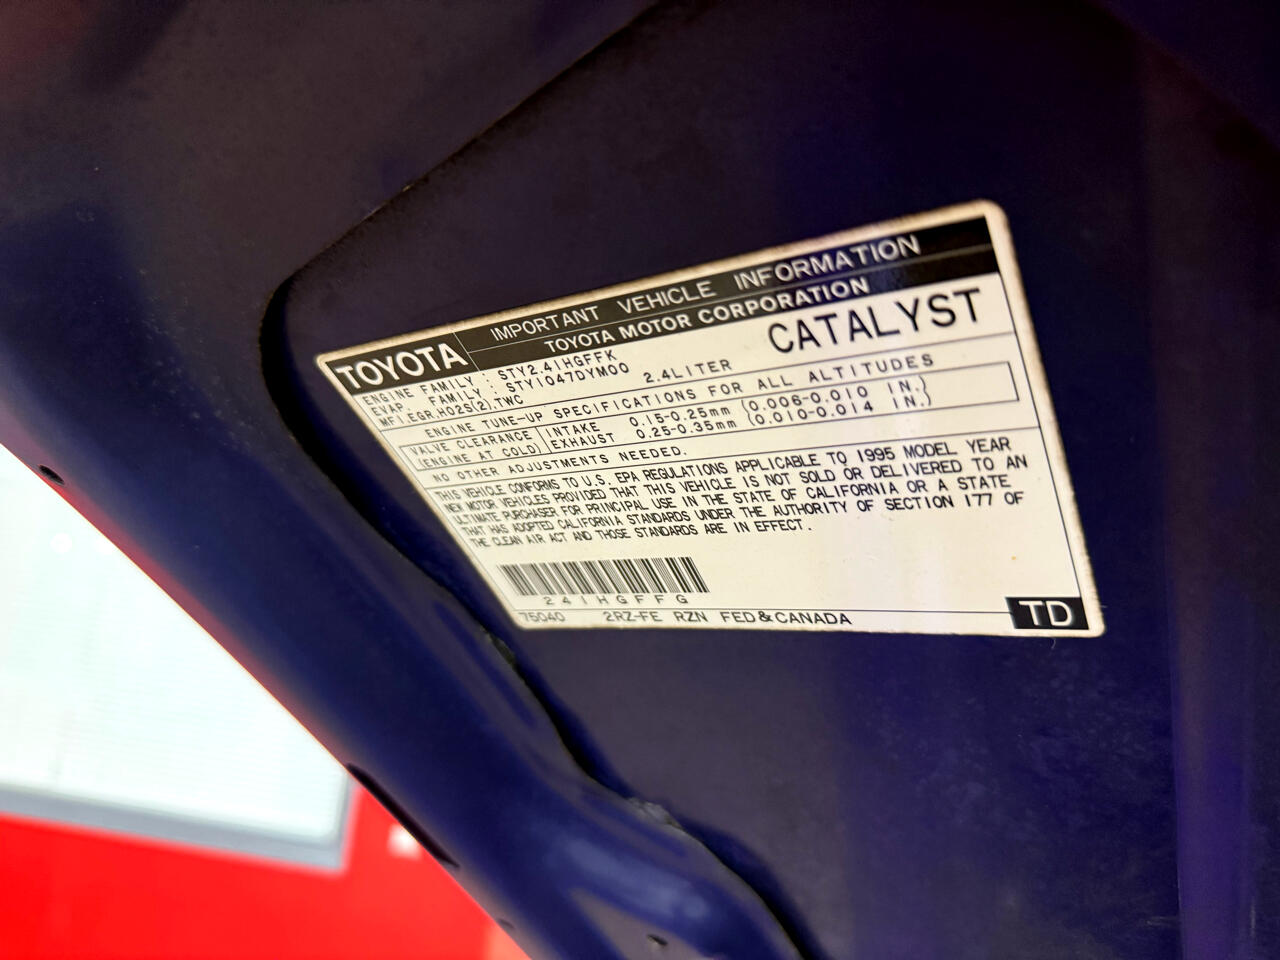 TOYOTA
IMPORTANT VEHICLE INFORMATION
TOYOTA MOTOR CORPORATION
ENGINE FAMILY : STY2.41HGFFK
EVAP. FAMILY : STY1047DYM00
MFI,EGR,HO2S(2),TWC 2.4LITER
CATALYST
ENGINE TUNE-UP SPECIFICATIONS FOR ALL ALTITUDES
VALVE CLEARANCE INTAKE 0.15-0.25mm (0.006-0.010 IN.)
(ENGINE AT COLD) EXHAUST 0.25-0.35mm (0.010-0.014 IN.)
NO OTHER ADJUSTMENTS NEEDED.
THIS VEHICLE CONFORMS TO U.S. EPA REGULATIONS APPLICABLE TO 1995 MODEL YEAR
NEW MOTOR VEHICLES PROVIDED THAT THIS VEHICLE IS NOT SOLD OR DELIVERED TO AN
ULTIMATE PURCHASER FOR PRINCIPAL USE IN THE STATE OF CALIFORNIA OR A STATE
THAT HAS ADOPTED CALIFORNIA STANDARDS UNDER THE AUTHORITY OF SECTION 177 OF
THE CLEAN AIR ACT AND THOSE STANDARDS ARE IN EFFECT.
241HGFFG
75040 2RZ-FE RZN FED&CANADA
TD